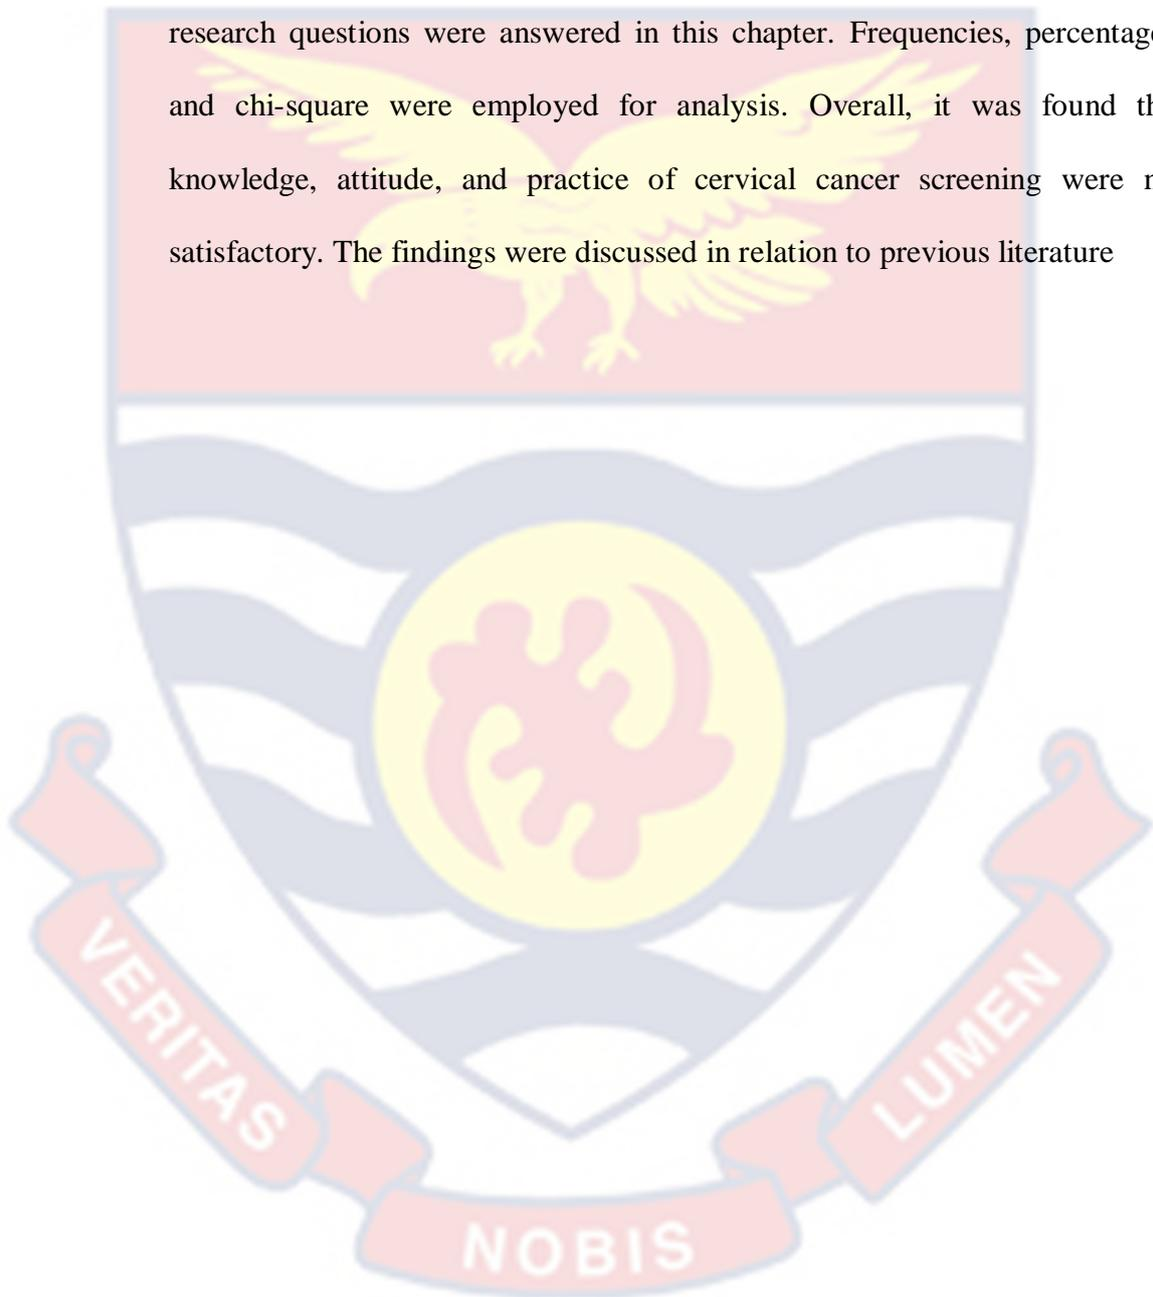 research questions were answered in this chapter. Frequencies,
and chi-square were employed for analysis. Overall, it was found
knowledge, attitude, and practice of cervical cancer screening were
satisfactory. The findings were discussed in relation to previous literature
VERITAS
NOBIS
LUMEN